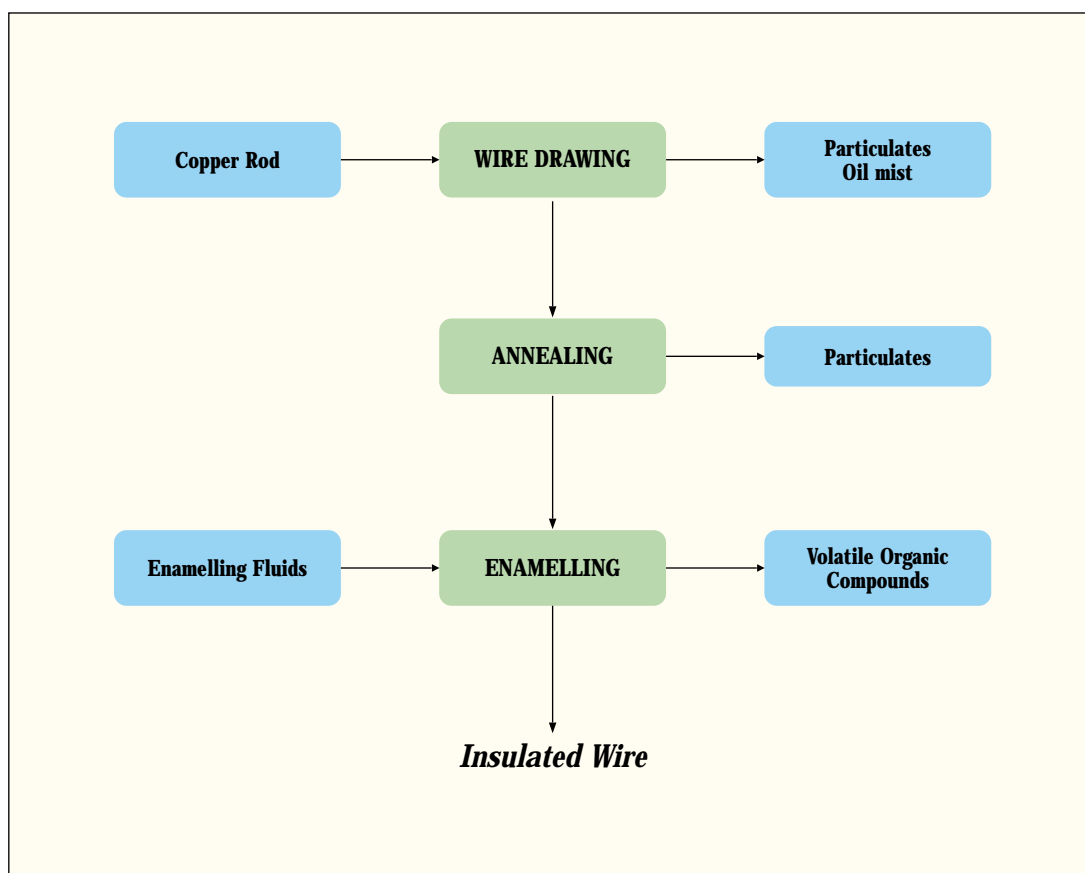 Copper Rod
WIRE DRAWING
Particulates
Oil mist
ANNEALING
Particulates
Enamelling Fluids
ENAMELLING
Volatile Organic
Compounds
Insulated Wire